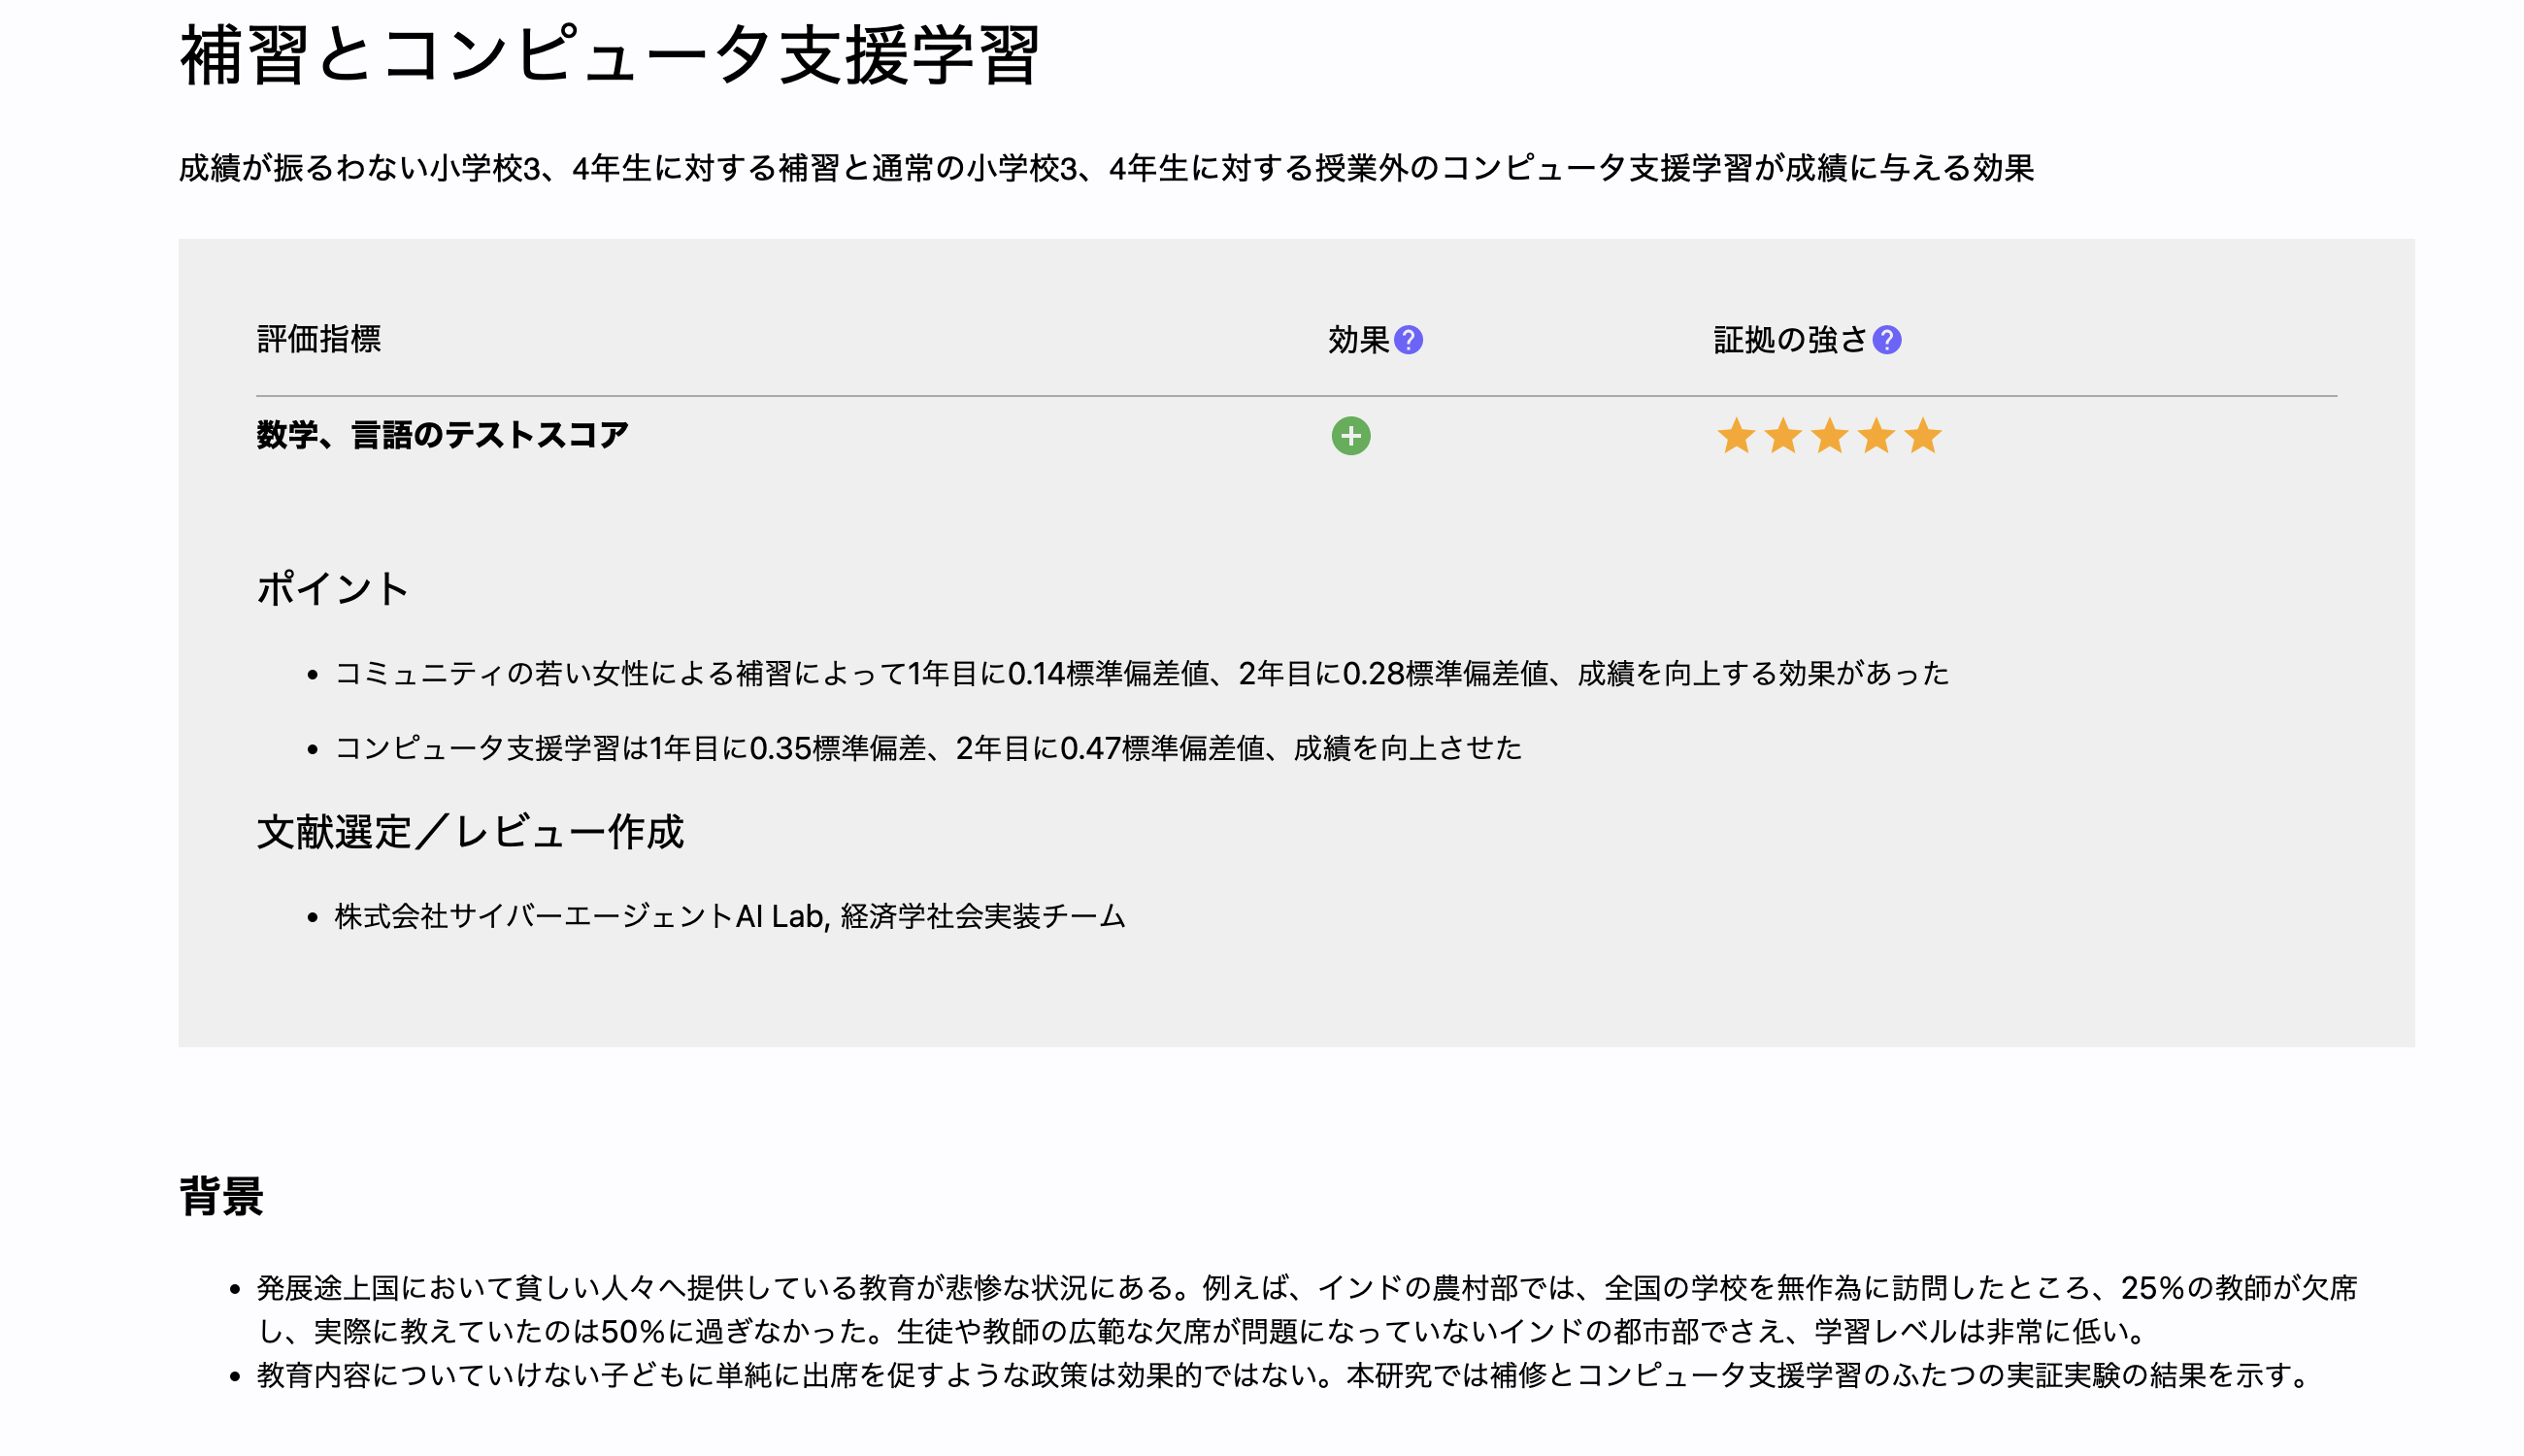 補習とコンピュータ支援学習
成績が振るわない小学校3、4年生に対する補習と通常の小学校3、4年生に対する授業外のコンピュータ支援学習が成績に与える効果
評価指標 効果? 証拠の強さ?
数学、言語のテストスコア
ポイント
• コミュニティの若い女性による補習によって1年目に0.14標準偏差値、2年目に0.28標準偏差値、成績を向上する効果があった
• コンピュータ支援学習は1年目に0.35標準偏差、2年目に0.47標準偏差値、成績を向上させた
文献選定／レビュー作成
• 株式会社サイバーエージェントAI Lab, 経済学社会実装チーム
背景
• 発展途上国において貧しい人々へ提供している教育が悲惨な状況にある。例えば、インドの農村部では、全国の学校を無作為に訪問したところ、25%の教師が欠席
し、実際に教えていたのは50%に過ぎなかった。生徒や教師の広範な欠席が問題になっていないインドの都市部でさえ、学習レベルは非常に低い。
• 教育内容についていけない子どもに単純に出席を促すような政策は効果的ではない。本研究では補修とコンピュータ支援学習のふたつの実証実験の結果を示す。